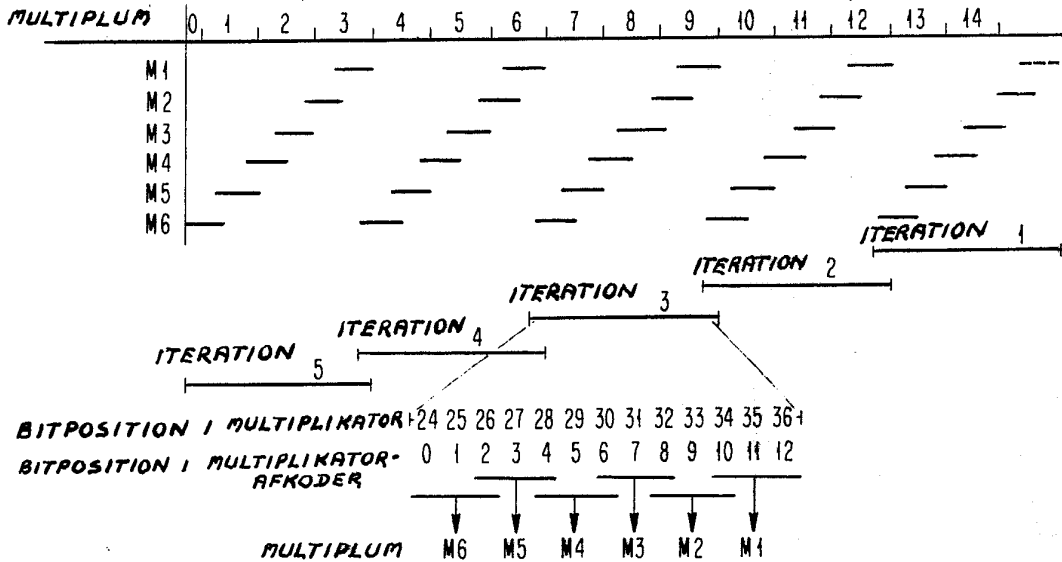 MULTIPLUM 0 1 2 3 4 5 6 7 8 9 10 11 12 13 14
M1
M2
M3
M4
M5
M6
ITERATION 1
ITERATION 2
ITERATION 3
ITERATION 4
ITERATION 5
BITPOSITION I MULTIPLIKATOR 24 25 26 27 28 29 30 31 32 33 34 35 36
BITPOSITION I MULTIPLIKATOR- 0 1 2 3 4 5 6 7 8 9 10 11 12
AFKODER
MULTIPLUM M6 M5 M4 M3 M2 M1